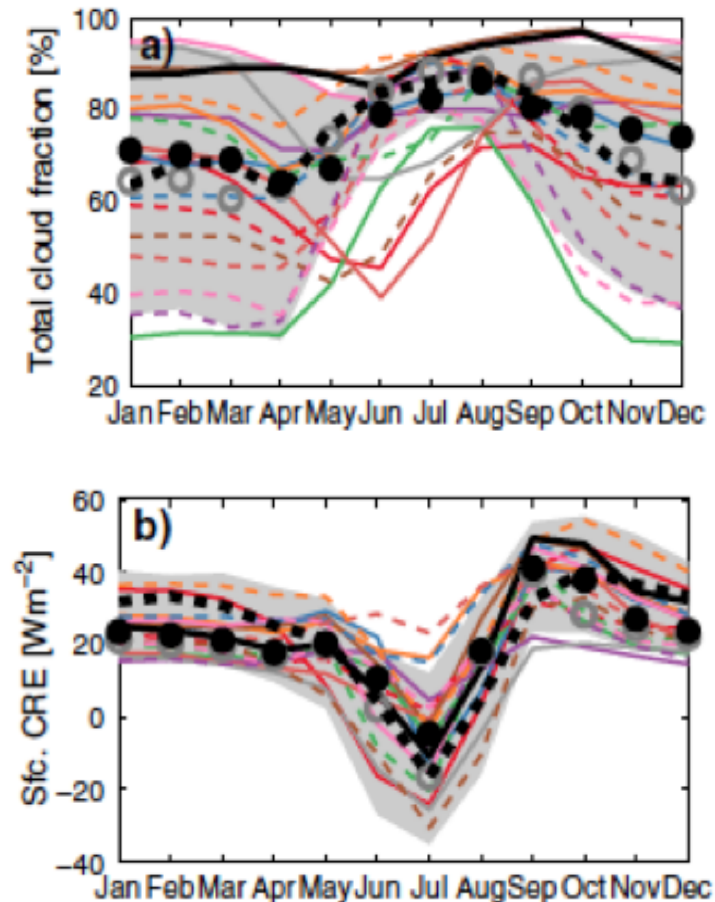 a)
Total cloud fraction [%]
100
80
60
40
20
Jan Feb Mar Apr May Jun Jul Aug Sep Oct Nov Dec
b)
Sfc. CRE [Wm⁻²]
60
40
20
0
−20
−40
Jan Feb Mar Apr May Jun Jul Aug Sep Oct Nov Dec